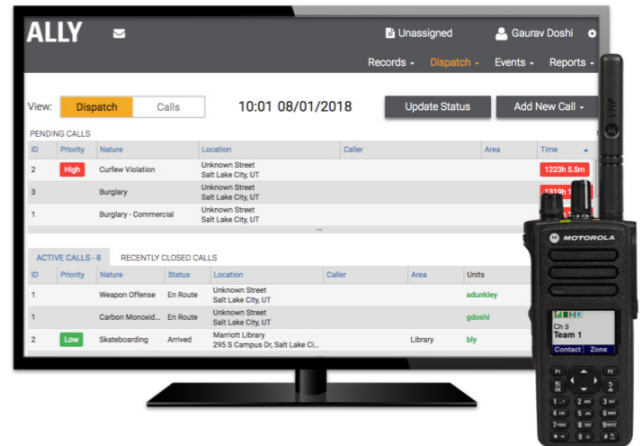 ALLY
Unassigned
Gaurav Doshi
Records
Dispatch
Events
Reports
View:
Dispatch
Calls
10:01 08/01/2018
Update Status
Add New Call
PENDING CALLS
ID Priority Nature Location Caller Area Time
2 High Curfew Violation Unknown Street 1223h 5.5m
Salt Lake City, UT
3 Burglary Unknown Street
Salt Lake City, UT
1 Burglary - Commercial Unknown Street
Salt Lake City, UT
ACTIVE CALLS - 8 RECENTLY CLOSED CALLS
ID Priority Nature Status Location Caller Area Units
1 Weapon Offense En Route Unknown Street adunkley
Salt Lake City, UT
1 Carbon Monoxid... En Route Unknown Street gdoshi
Salt Lake City, UT
2 Low Skateboarding Arrived Marriott Library Library bly
295 S Campus Dr, Salt Lake Ci...
VHF
MOTOROLA
Ch 3
Team 1
Contact Zone
P1 P2